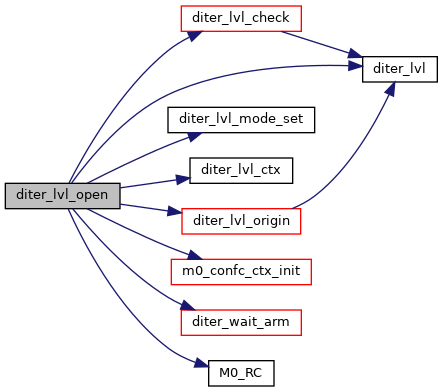 diter_lvl_check
diter_lvl
diter_lvl_mode_set
diter_lvl_ctx
diter_lvl_open
diter_lvl_origin
m0_confc_ctx_init
diter_wait_arm
M0_RC